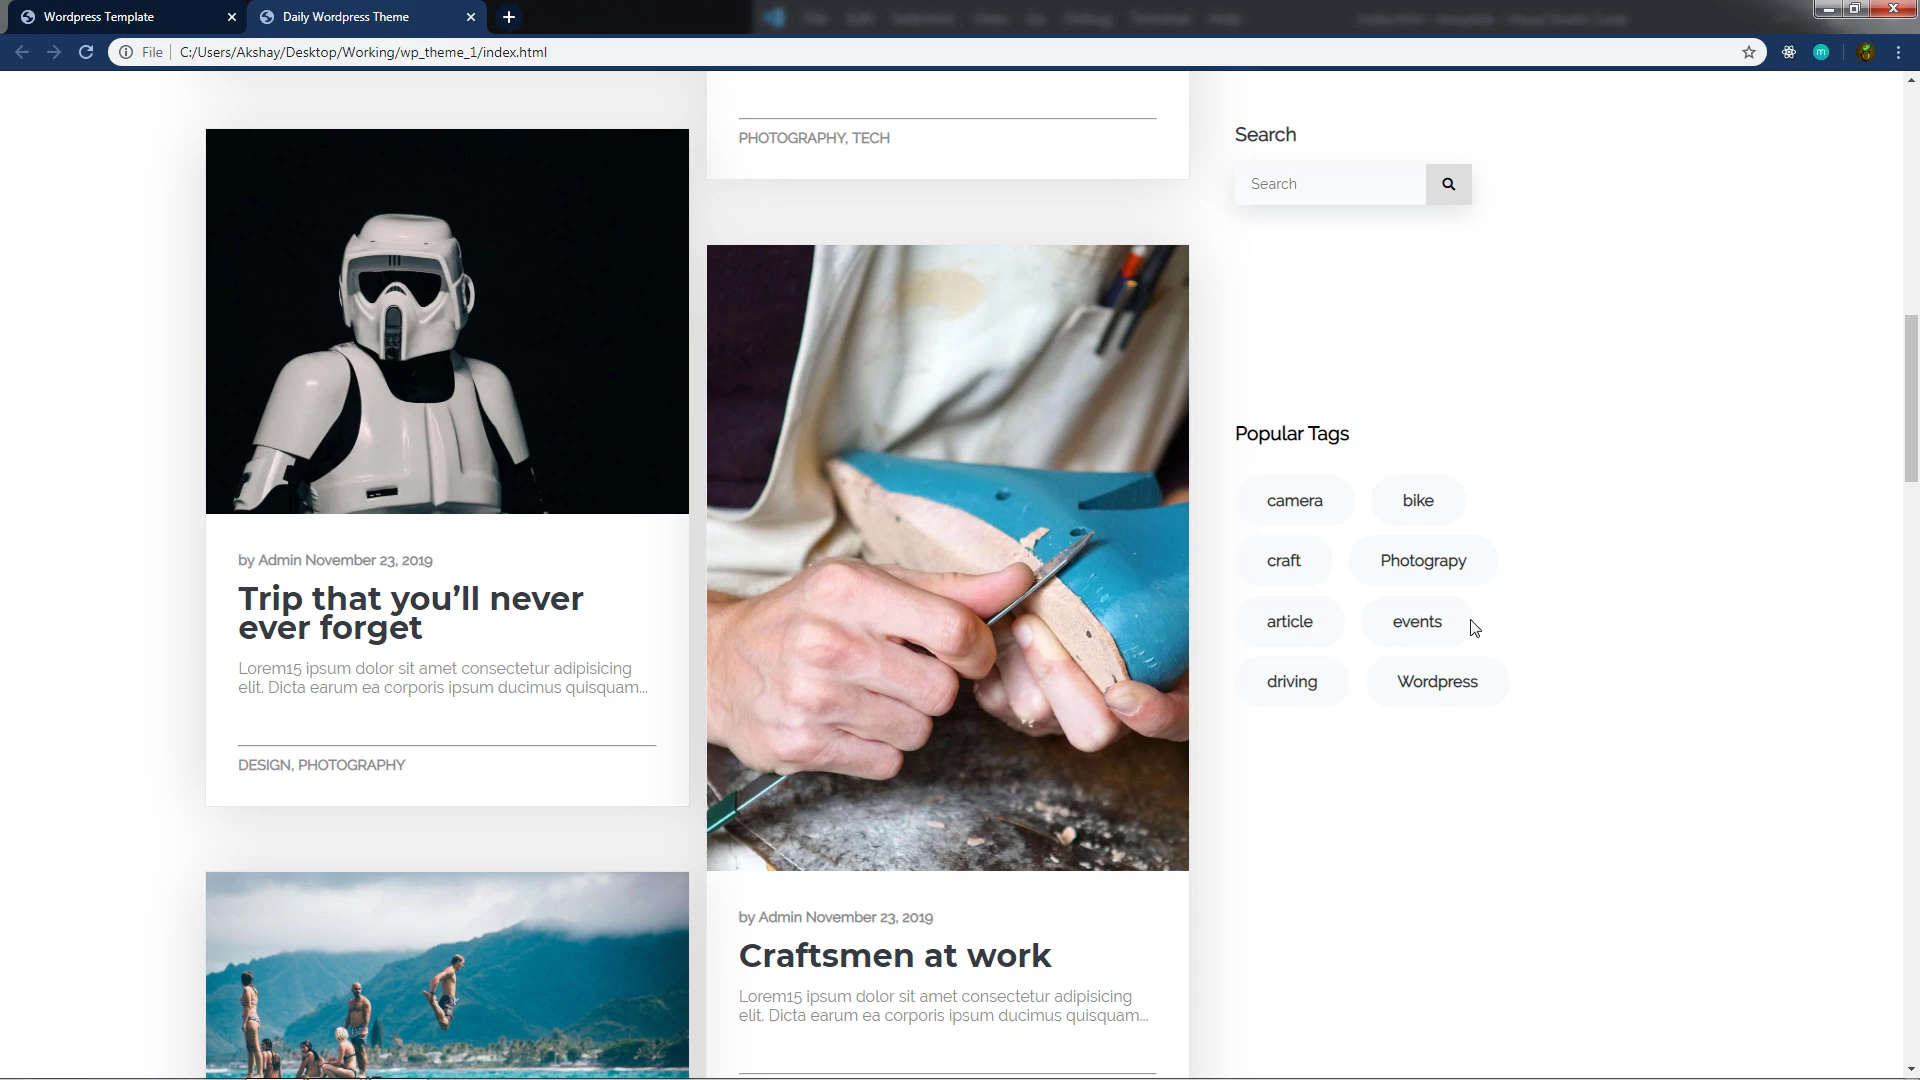 Wordpress Template
Daily Wordpress Theme
File
C:/Users/Akshay/Desktop/Working/wp_theme_1/index.html
PHOTOGRAPHY, TECH
by Admin November 23, 2019
Trip that you’ll never
ever forget
Lorem15 ipsum dolor sit amet consectetur adipisicing
elit. Dicta earum ea corporis ipsum ducimus quisquam...
DESIGN, PHOTOGRAPHY
by Admin November 23, 2019
Craftsmen at work
Lorem15 ipsum dolor sit amet consectetur adipisicing
elit. Dicta earum ea corporis ipsum ducimus quisquam...
Search
Search
Popular Tags
camera bike
craft Photograpy
article events
driving Wordpress